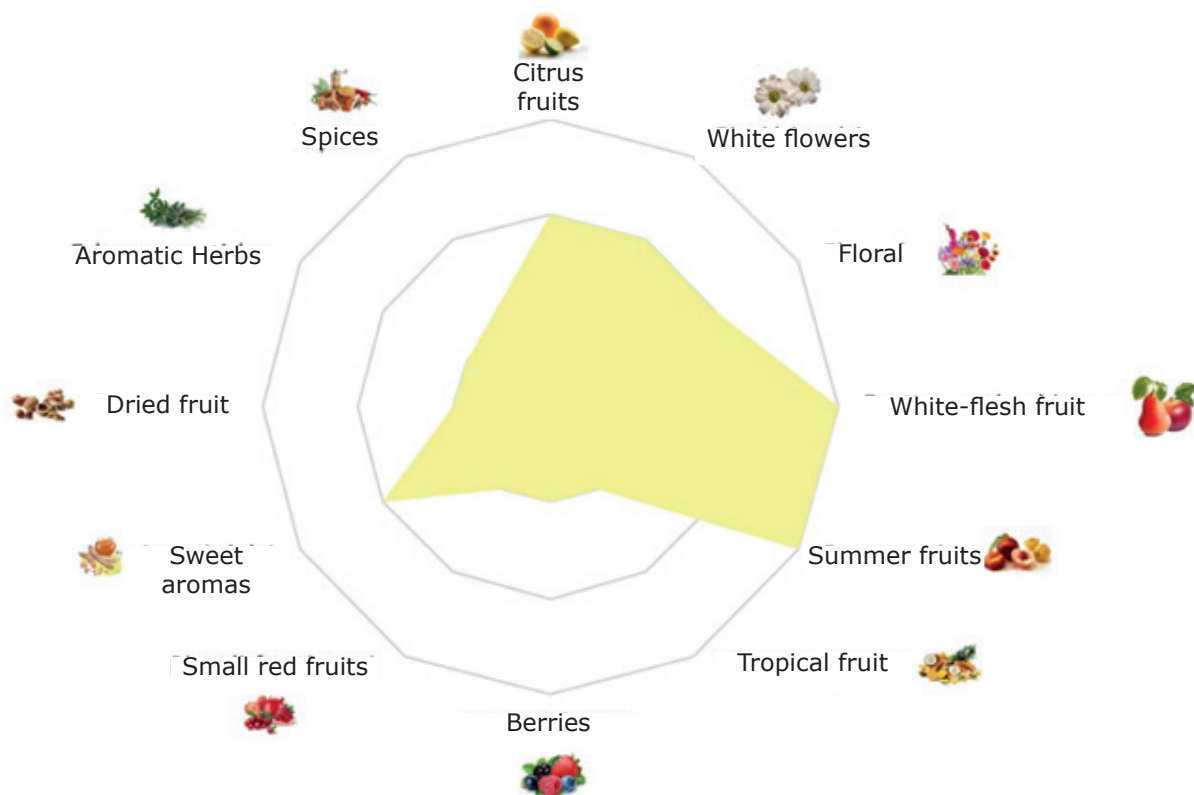 Citrus
fruits
White flowers
Floral
White-flesh fruit
Summer fruits
Tropical fruit
Berries
Small red fruits
Sweet
aromas
Dried fruit
Aromatic Herbs
Spices